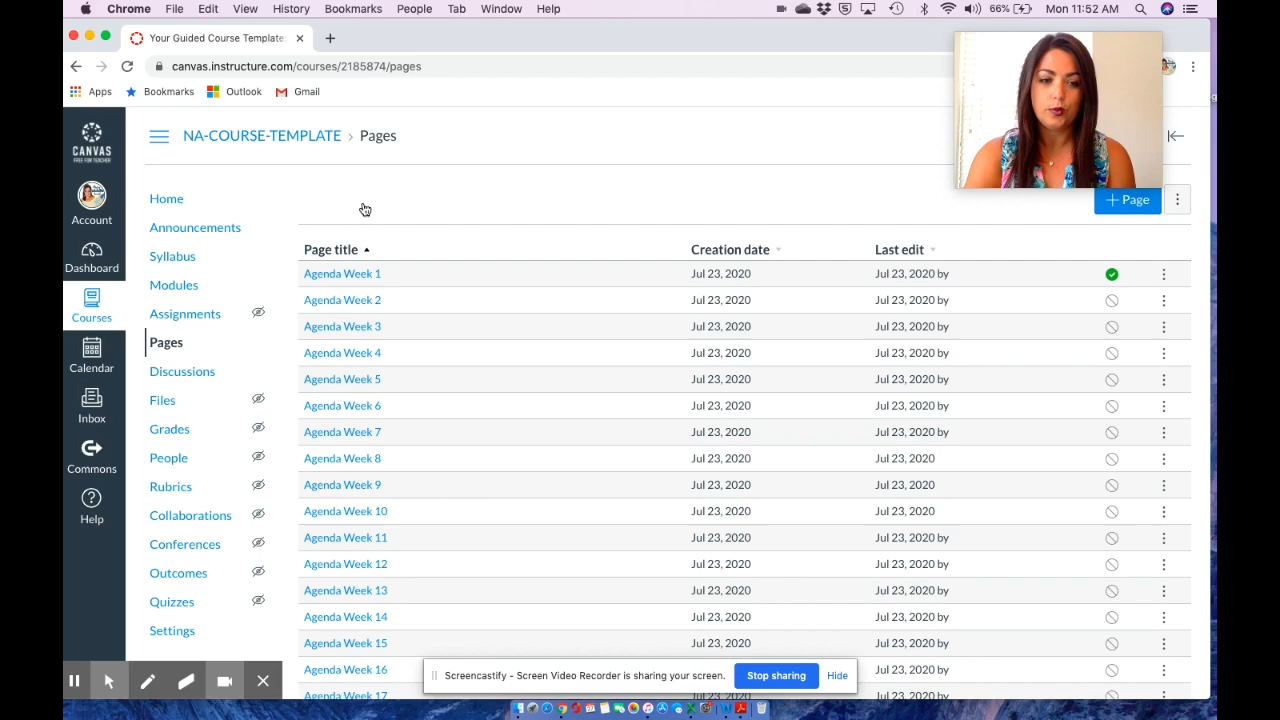 Chrome File Edit View History Bookmarks People Tab Window Help 66% Mon 11:52 AM
Your Guided Course Template:
canvas.instructure.com/courses/2185874/pages
Apps Bookmarks Outlook Gmail
CANVAS
FREE FOR TEACHER
Account
Dashboard
Courses
Calendar
Inbox
Commons
Help
NA-COURSE-TEMPLATE › Pages
Home
Announcements
Syllabus
Modules
Assignments
Pages
Discussions
Files
Grades
People
Rubrics
Collaborations
Conferences
Outcomes
Quizzes
Settings
+ Page
Page title Creation date Last edit
Agenda Week 1 Jul 23, 2020 Jul 23, 2020 by
Agenda Week 2 Jul 23, 2020 Jul 23, 2020 by
Agenda Week 3 Jul 23, 2020 Jul 23, 2020 by
Agenda Week 4 Jul 23, 2020 Jul 23, 2020 by
Agenda Week 5 Jul 23, 2020 Jul 23, 2020 by
Agenda Week 6 Jul 23, 2020 Jul 23, 2020 by
Agenda Week 7 Jul 23, 2020 Jul 23, 2020 by
Agenda Week 8 Jul 23, 2020 Jul 23, 2020
Agenda Week 9 Jul 23, 2020 Jul 23, 2020
Agenda Week 10 Jul 23, 2020 Jul 23, 2020
Agenda Week 11 Jul 23, 2020 Jul 23, 2020 by
Agenda Week 12 Jul 23, 2020 Jul 23, 2020 by
Agenda Week 13 Jul 23, 2020 Jul 23, 2020 by
Agenda Week 14 Jul 23, 2020 Jul 23, 2020 by
Agenda Week 15 Jul 23, 2020 Jul 23, 2020 by
Agenda Week 16 Jul 23, 2020 Jul 23, 2020 by
Agenda Week 17 Jul 23, 2020 Jul 23, 2020 by
Screencastify - Screen Video Recorder is sharing your screen. Stop sharing Hide